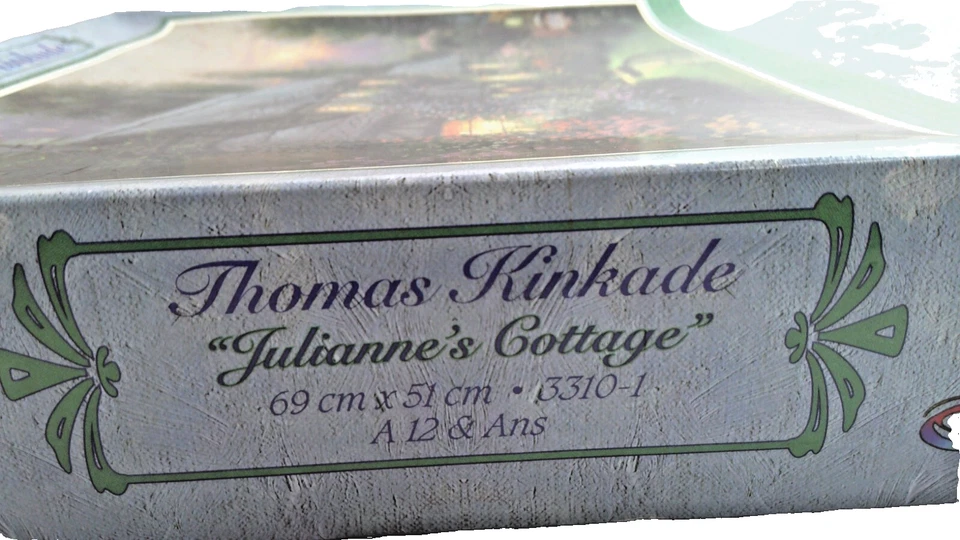 Thomas Kinkade
“Julianne's Cottage”
69 cm x 51 cm • 3310-1
A 12 & Ans